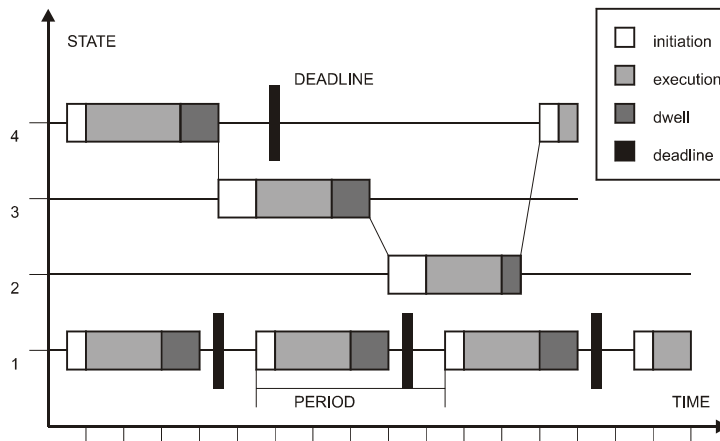 STATE
initiation
execution
dwell
deadline
DEADLINE
4
3
2
1
PERIOD
TIME